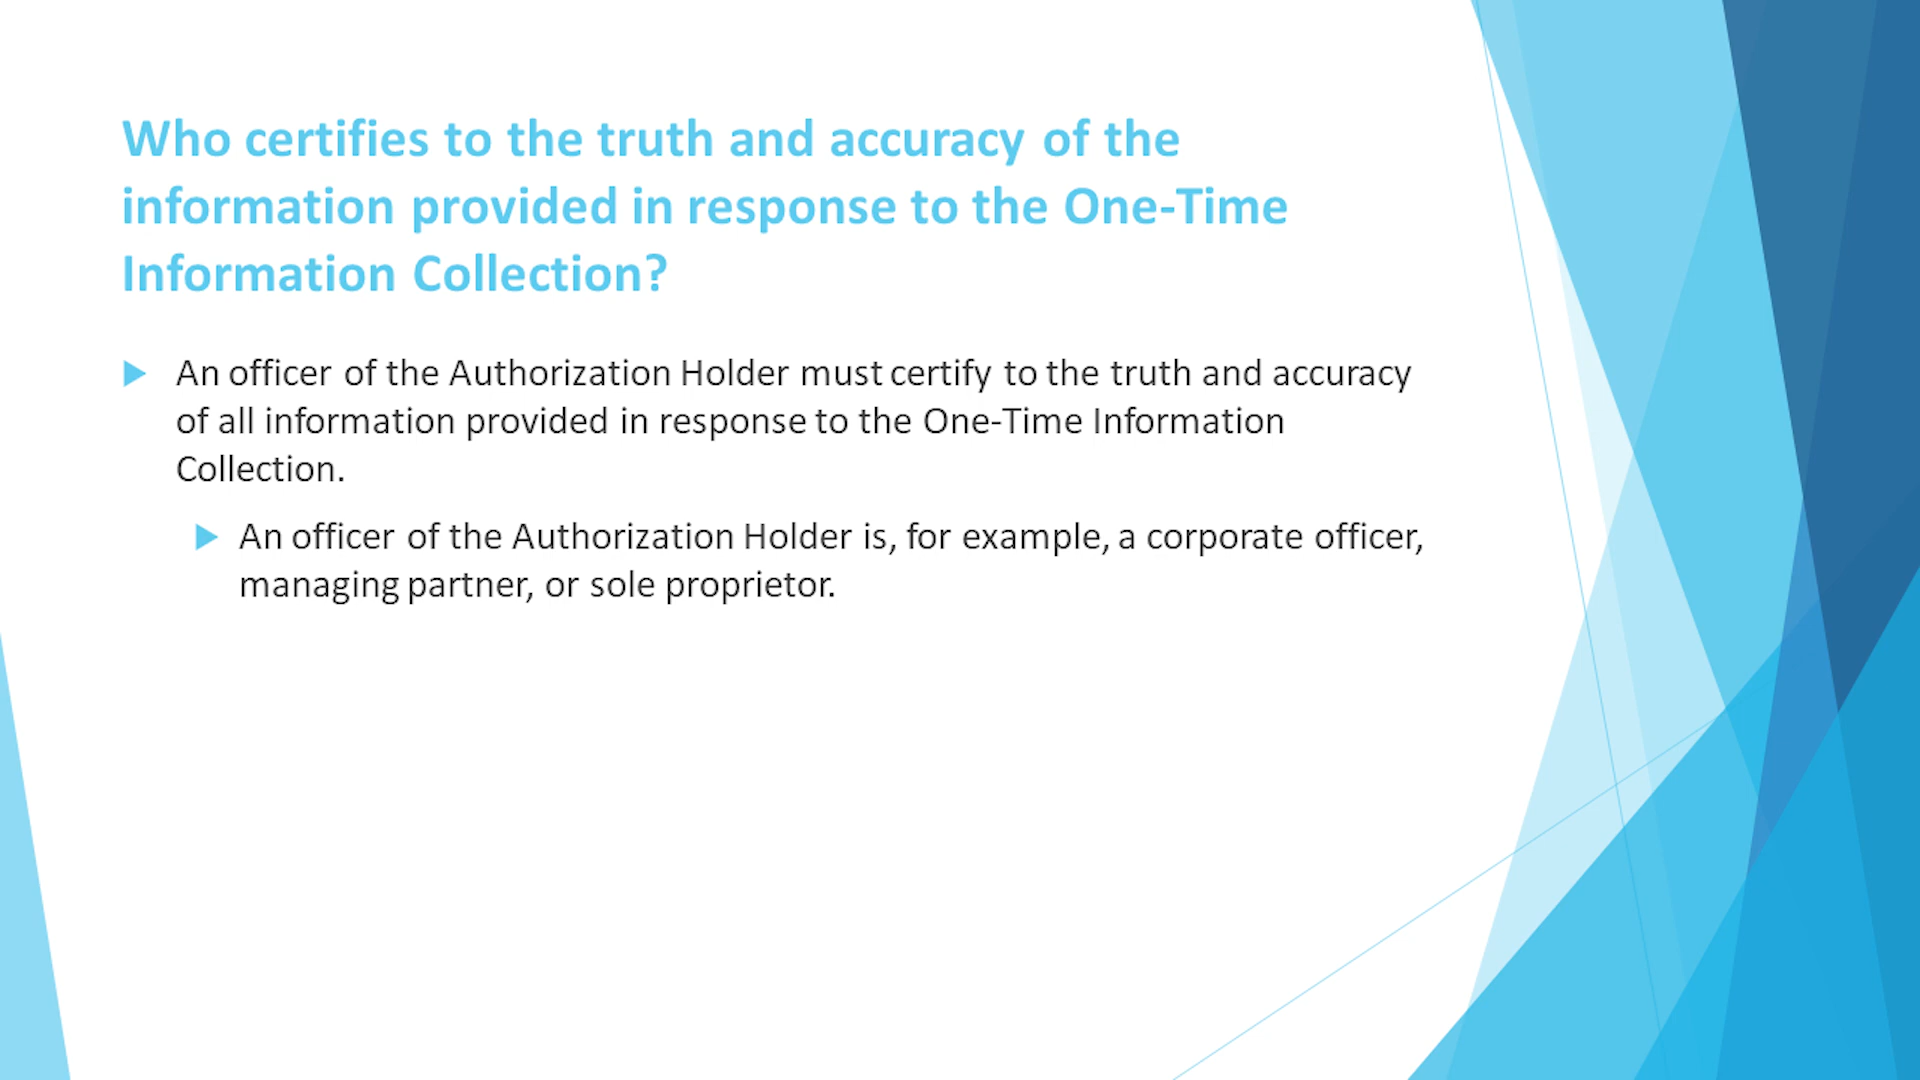 Who certifies to the truth and accuracy of the
information provided in response to the One-Time
Information Collection?
An officer of the Authorization Holder must certify to the truth and accuracy
of all information provided in response to the One-Time Information
Collection.
An officer of the Authorization Holder is, for example, a corporate officer,
managing partner, or sole proprietor.